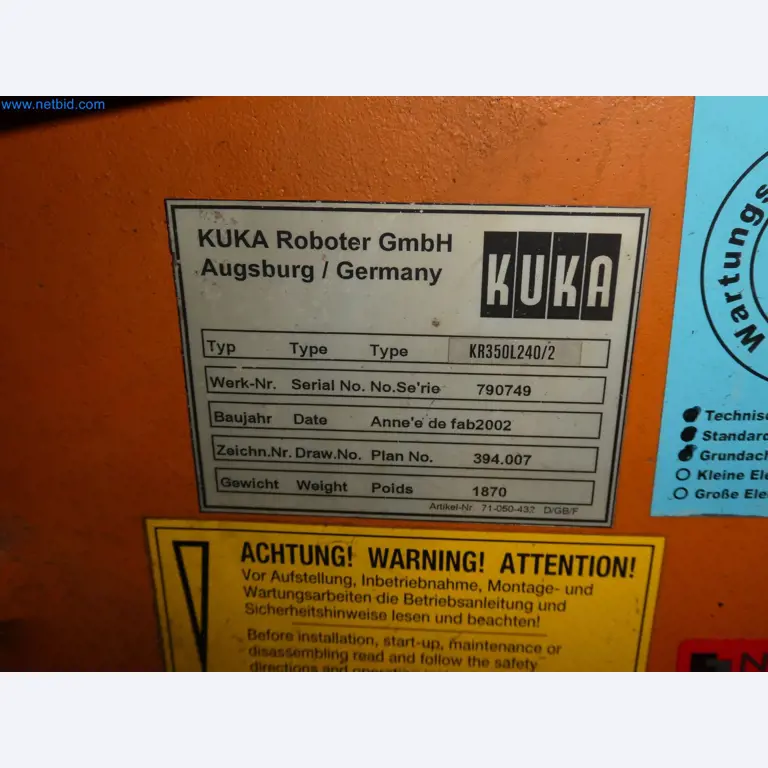 www.netbid.com
KUKA Roboter GmbH
Augsburg / Germany
KUKA
Typ Type Type KR350L240/2
Werk-Nr. Serial No. No.Se'rie 790749
Baujahr Date Anne'e de fab2002
Zeichn.Nr. Draw.No. Plan No. 394.007
Gewicht Weight Poids 1870
Artikel-Nr 71-050-432 D/GB/F
Wartungs
Technisc
Standard
Grundach
Kleine Ele
Große Ele
ACHTUNG! WARNING! ATTENTION!
Vor Aufstellung, Inbetriebnahme, Montage- und
Wartungsarbeiten die Betriebsanleitung und
Sicherheitshinweise lesen und beachten!
Before installation, start-up, maintenance or
disassembling read and follow the safety
directions and operating